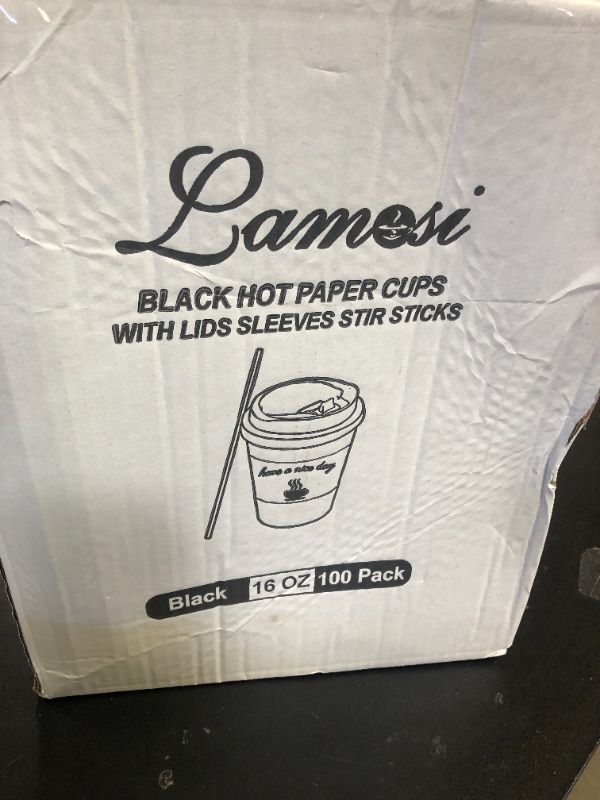 Lamosi
BLACK HOT PAPER CUPS
WITH LIDS SLEEVES STIR STICKS
have a nice day
Black 16 OZ 100 Pack